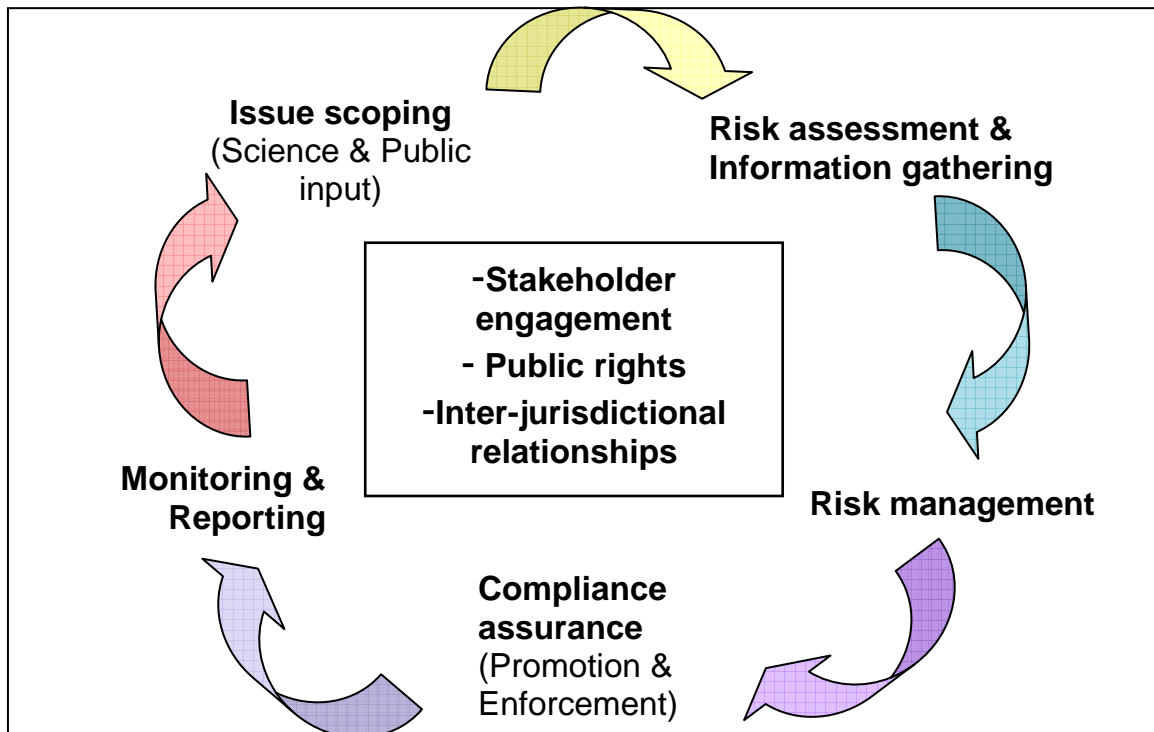 Issue scoping
(Science & Public
input)
Risk assessment &
Information gathering
-Stakeholder
engagement
- Public rights
-Inter-jurisdictional
relationships
Risk management
Compliance
assurance
(Promotion &
Enforcement)
Monitoring &
Reporting